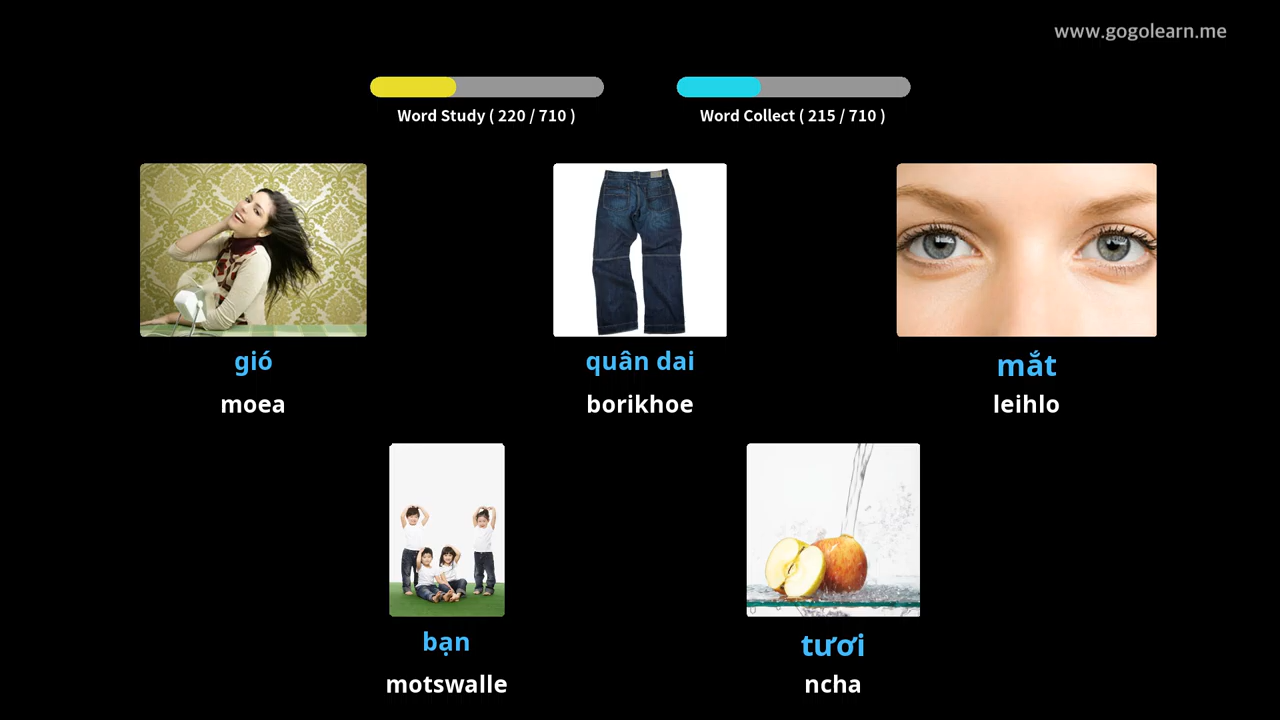 www.gogolearn.me
Word Study ( 220 / 710 )
Word Collect ( 215 / 710 )
gió
moea
quân dai
borikhoe
mắt
leihlo
bạn
motswalle
tươi
ncha